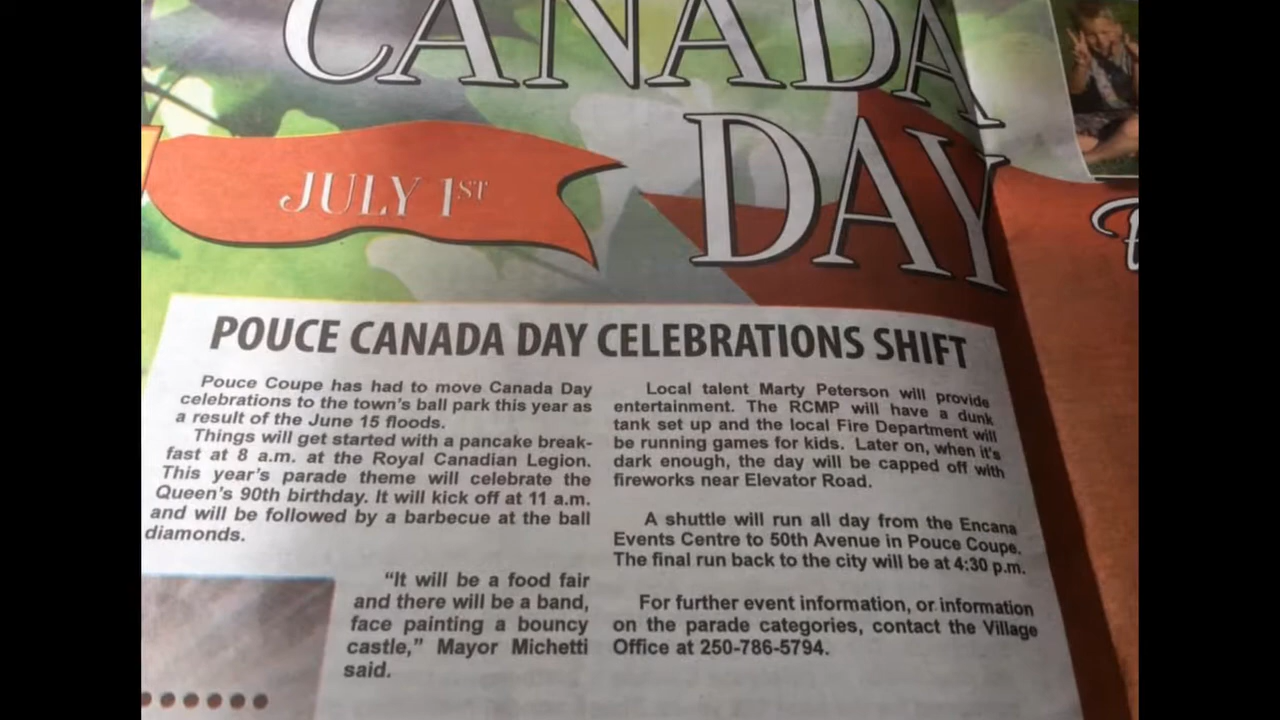 CANADA
DAY
JULY 1ST
POUCE CANADA DAY CELEBRATIONS SHIFT
Pouce Coupe has had to move Canada Day
celebrations to the town's ball park this year as
a result of the June 15 floods.
Things will get started with a pancake break-
fast at 8 a.m. at the Royal Canadian Legion.
This year's parade theme will celebrate the
Queen's 90th birthday. It will kick off at 11 a.m.
and will be followed by a barbecue at the ball
diamonds.
"It will be a food fair
and there will be a band,
face painting a bouncy
castle," Mayor Michetti
said.
Local talent Marty Peterson will provide
entertainment. The RCMP will have a dunk
tank set up and the local Fire Department will
be running games for kids. Later on, when it's
dark enough, the day will be capped off with
fireworks near Elevator Road.
A shuttle will run all day from the Encana
Events Centre to 50th Avenue in Pouce Coupe.
The final run back to the city will be at 4:30 p.m.
For further event information, or information
on the parade categories, contact the Village
Office at 250-786-5794.